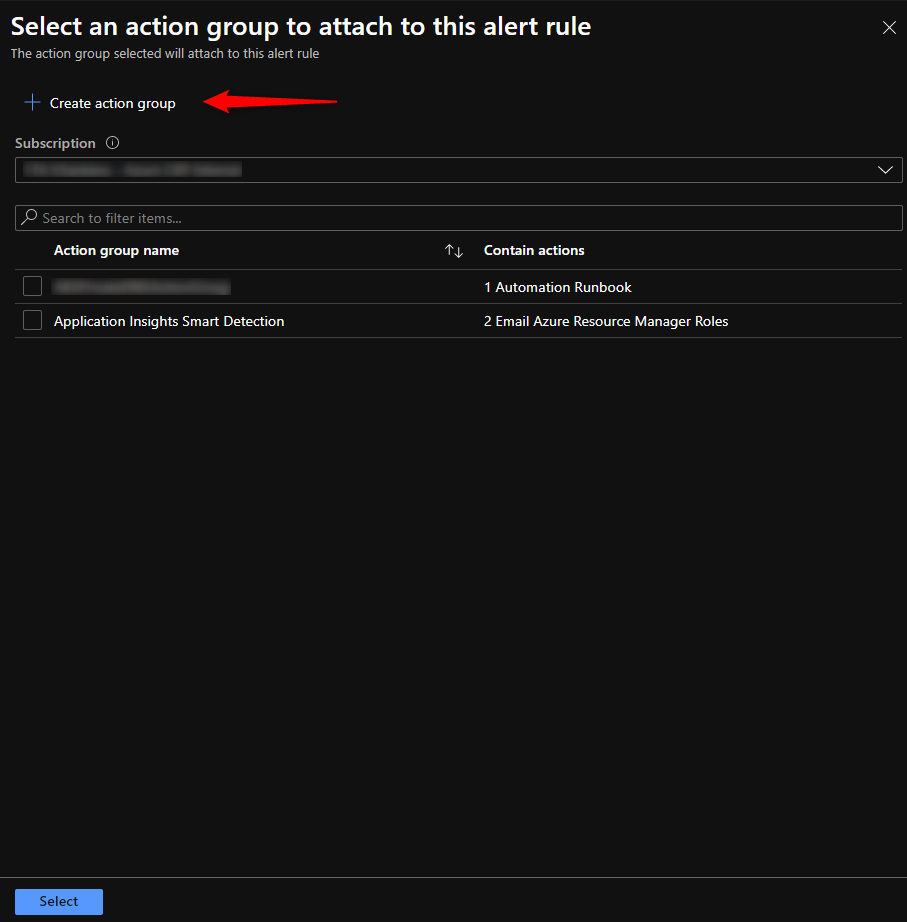 Select an action group to attach to this alert rule
The action group selected will attach to this alert rule
Create action group
Subscription
Search to filter items...
Action group name Contain actions
1 Automation Runbook
Application Insights Smart Detection 2 Email Azure Resource Manager Roles
Select